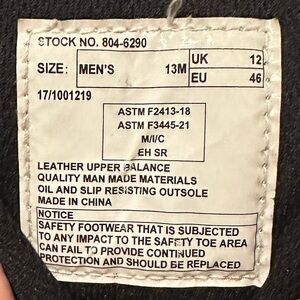 STOCK NO. 804-6290
SIZE: MEN'S 13M UK 12
EU 46
17/1001219
ASTM F2413-18
ASTM F3445-21
M/I/C
EH SR
LEATHER UPPER BALANCE
QUALITY MAN MADE MATERIALS
OIL AND SLIP RESISTING OUTSOLE
MADE IN CHINA
NOTICE
SAFETY FOOTWEAR THAT IS SUBJECTED
TO ANY IMPACT TO THE SAFETY TOE AREA
CAN FAIL TO PROVIDE CONTINUED
PROTECTION AND SHOULD BE REPLACED